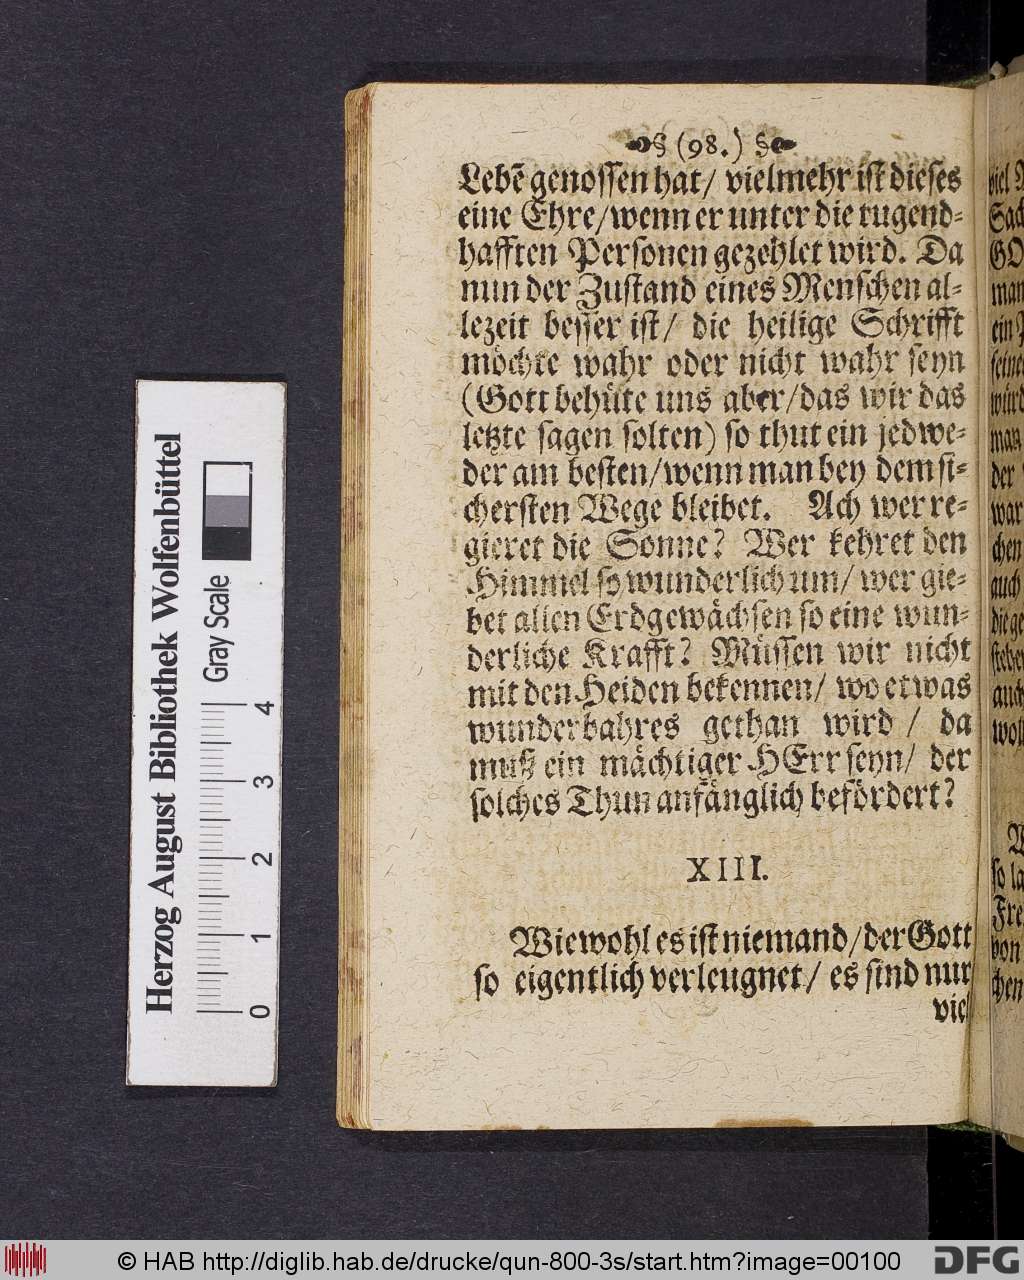 § (98.) §
Lebē genossen hat/ vielmehr ist dieses
eine Ehre/ wenn er unter die tugend-
hafften Personen gezehlet wird. Da
nun der Zustand eines Menschen al-
lezeit besser ist/ die heilige Schrifft
möchte wahr oder nicht wahr seyn
(Gott behüte uns aber/ das wir das
letzte sagen solten) so thut ein jedwe-
der am besten/ wenn man bey dem si-
chersten Wege bleibet. Ach wer re-
gieret die Sonne? Wer kehret den
Himmel so wunderlich um/ wer gie-
bet allen Erdgewächsen so eine wun-
derliche Krafft? Müssen wir nicht
mit den Heiden bekennen/ wo etwas
wunderbahres gethan wird / da
muß ein mächtiger HErr seyn/ der
solches Thun anfänglich befördert?
XIII.
Wiewohl es ist niemand/ der Gott
so eigentlich verleugnet/ es sind nur
viel
Herzog August Bibliothek Wolfenbüttel
Gray Scale
0 1 2 3 4
© HAB http://diglib.hab.de/drucke/qun-800-3s/start.htm?image=00100
DFG